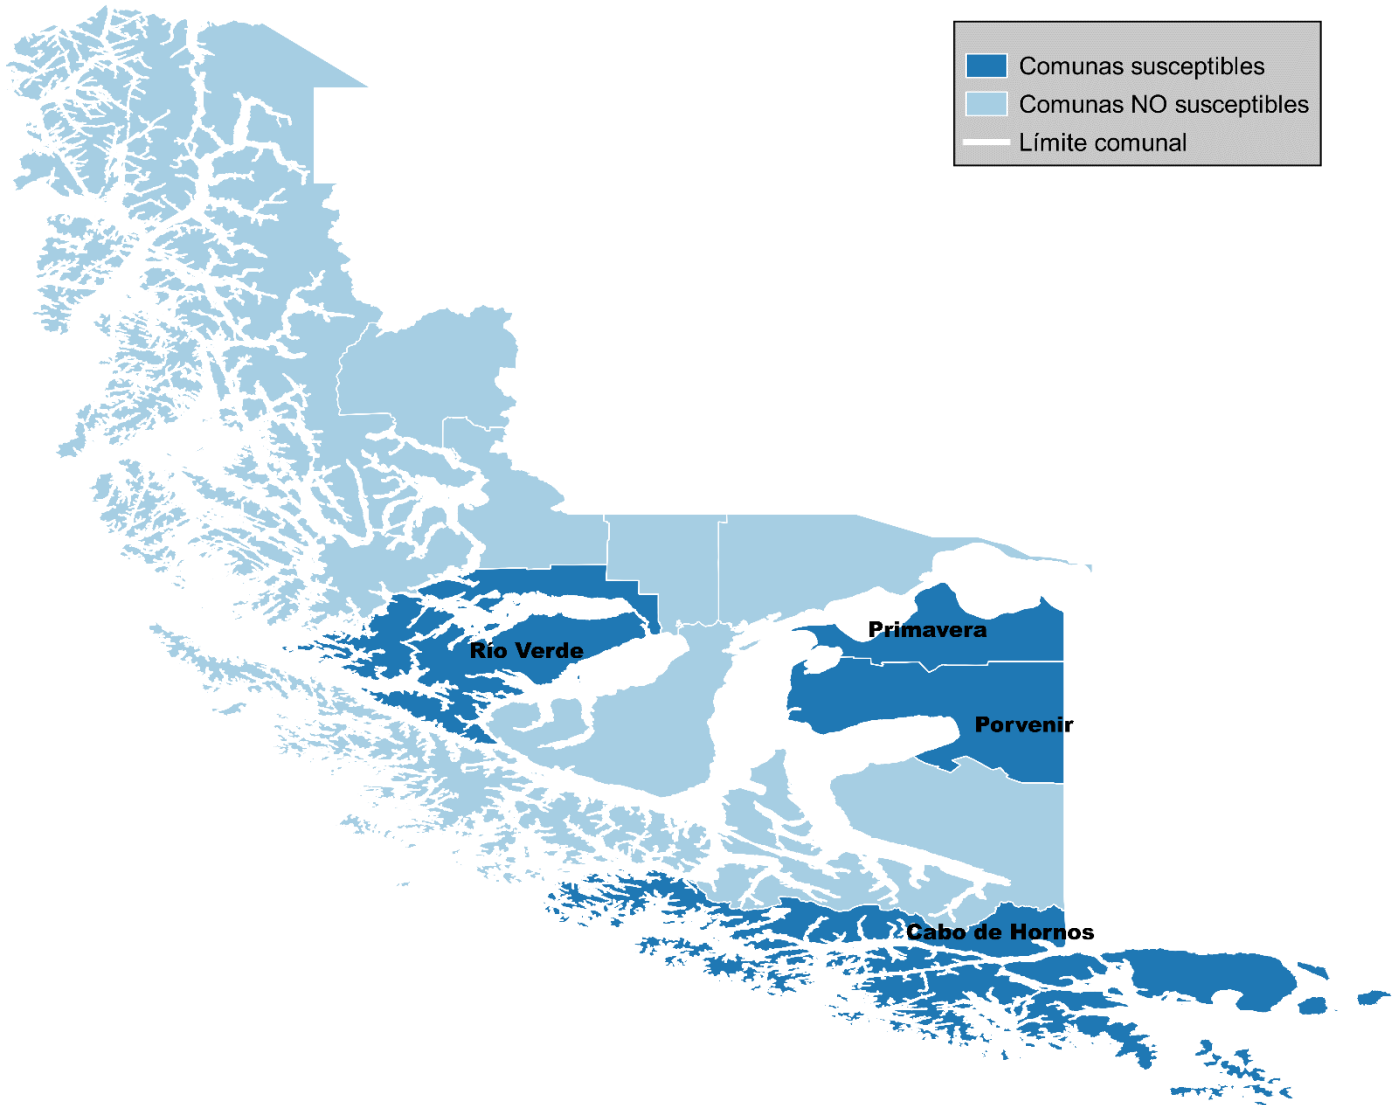 Comunas susceptibles
Comunas NO susceptibles
Límite comunal
Primavera
Río Verde
Porvenir
Cabo de Hornos